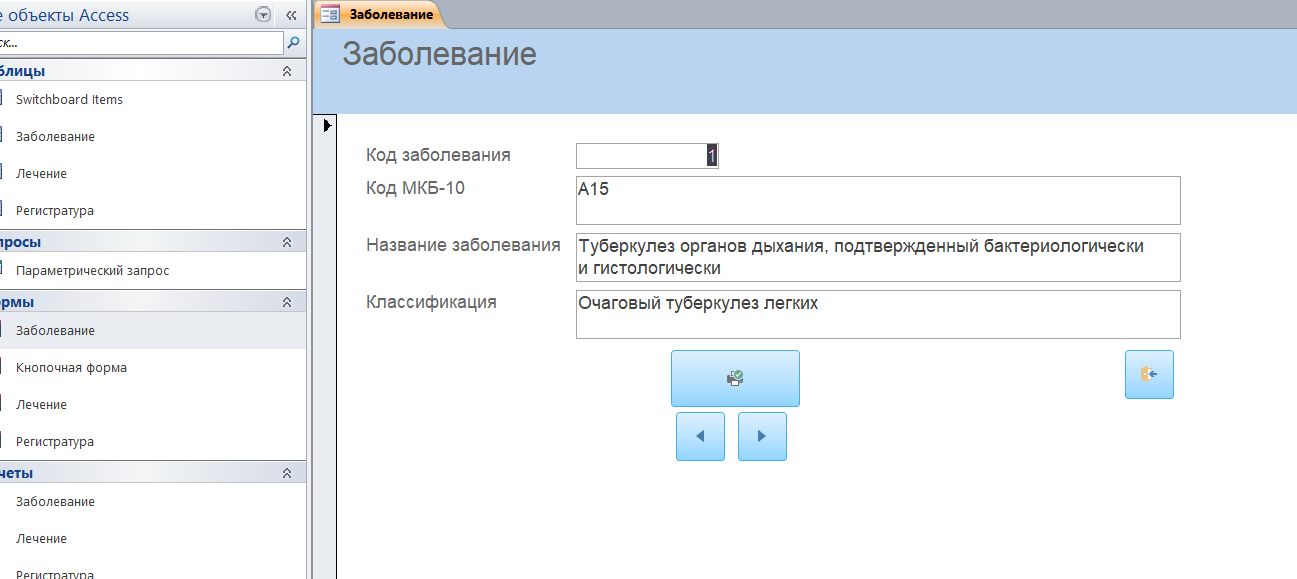 е объекты Access
ск...
блицы
Switchboard Items
Заболевание
Лечение
Регистратура
просы
Параметрический запрос
рмы
Заболевание
Кнопочная форма
Лечение
Регистратура
четы
Заболевание
Лечение
Регистратура
Заболевание
Заболевание
Код заболевания 1
Код МКБ-10 A15
Название заболевания Туберкулез органов дыхания, подтвержденный бактериологически
и гистологически
Классификация Очаговый туберкулез легких